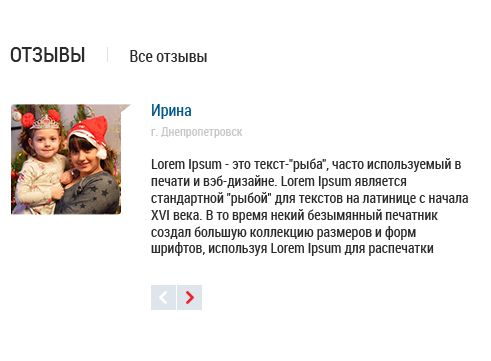 ОТЗЫВЫ
Все отзывы
Ирина
г. Днепропетровск
Lorem Ipsum - это текст-"рыба", часто используемый в
печати и вэб-дизайне. Lorem Ipsum является
стандартной "рыбой" для текстов на латинице с начала
XVI века. В то время некий безымянный печатник
создал большую коллекцию размеров и форм
шрифтов, используя Lorem Ipsum для распечатки